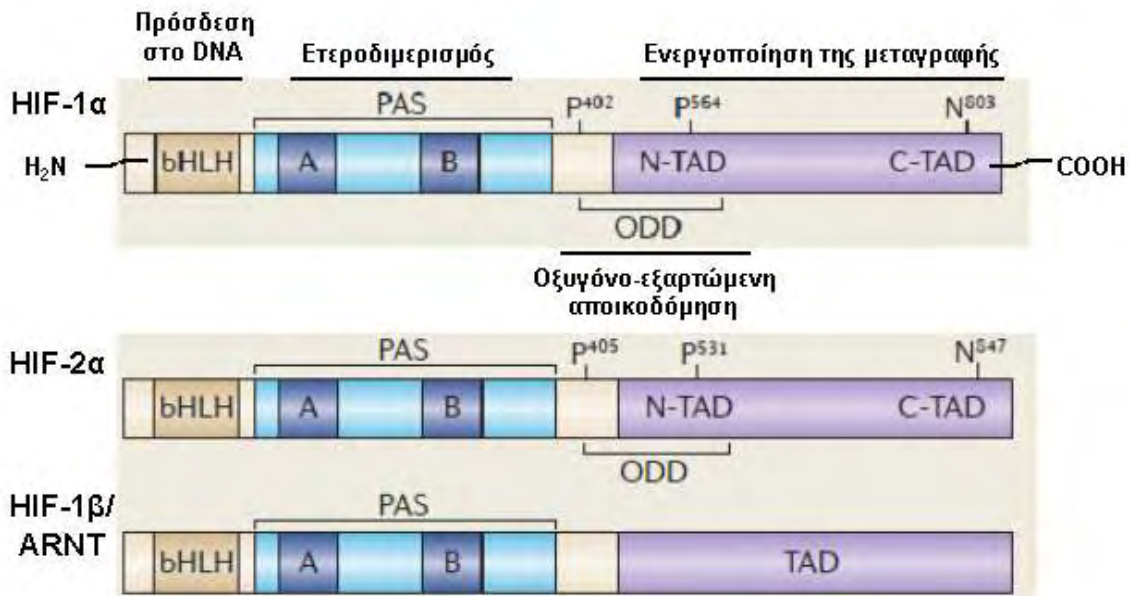 Πρόσδεση
στο DNA
Ετεροδιμερισμός
Ενεργοποίηση της μεταγραφής
HIF-1α
PAS
P⁴⁰²
P⁵⁶⁴
N⁸⁰³
H₂N
bHLH
A
B
N-TAD
C-TAD
COOH
ODD
Οξυγόνο-εξαρτώμενη
αποικοδόμηση
HIF-2α
PAS
P⁴⁰⁵
P⁵³¹
N⁸⁴⁷
bHLH
A
B
N-TAD
C-TAD
ODD
HIF-1β/
ARNT
PAS
bHLH
A
B
TAD